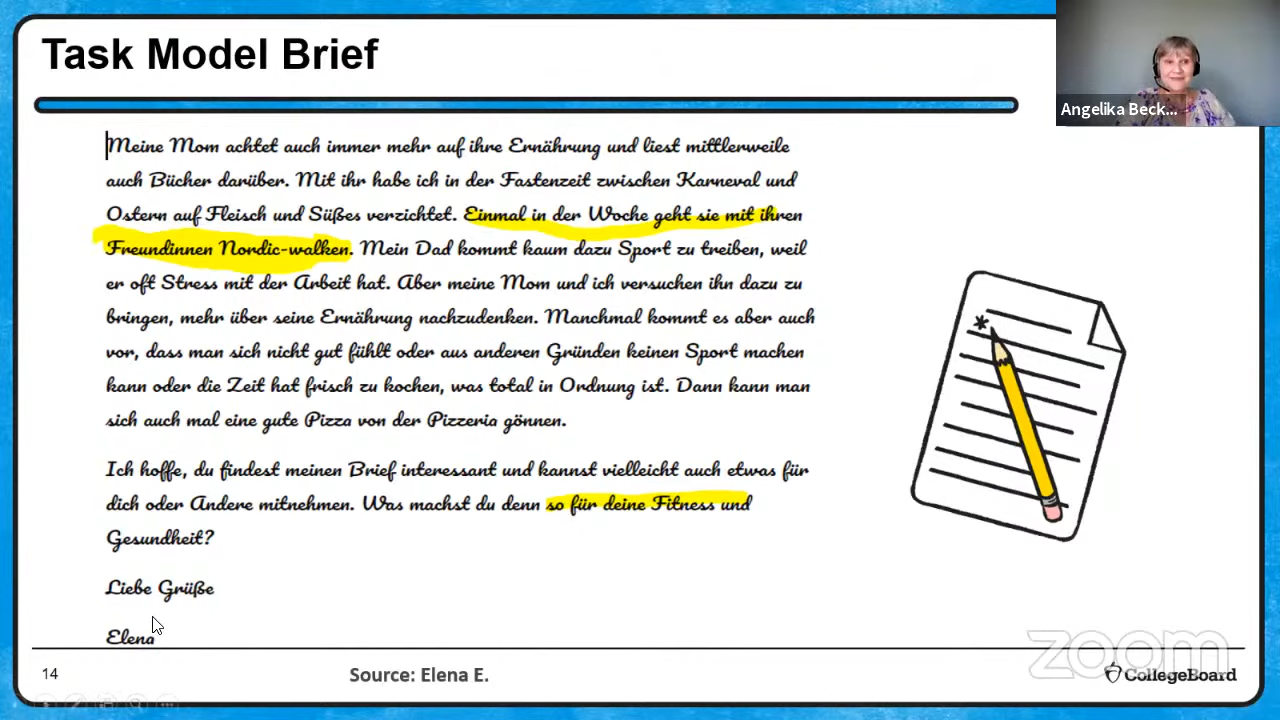 Task Model Brief
Angelika Beck...
Meine Mom achtet auch immer mehr auf ihre Ernährung und liest mittlerweile
auch Bücher darüber. Mit ihr habe ich in der Fastenzeit zwischen Karneval und
Ostern auf Fleisch und Süßes verzichtet. Einmal in der Woche geht sie mit ihren
Freundinnen Nordic-walken. Mein Dad kommt kaum dazu Sport zu treiben, weil
er oft Stress mit der Arbeit hat. Aber meine Mom und ich versuchen ihn dazu zu
bringen, mehr über seine Ernährung nachzudenken. Manchmal kommt es aber auch
vor, dass man sich nicht gut fühlt oder aus anderen Gründen keinen Sport machen
kann oder die Zeit hat frisch zu kochen, was total in Ordnung ist. Dann kann man
sich auch mal eine gute Pizza von der Pizzeria gönnen.
Ich hoffe, du findest meinen Brief interessant und kannst vielleicht auch etwas für
dich oder Andere mitnehmen. Was machst du denn so für deine Fitness und
Gesundheit?
Liebe Grüße
Elena
zoom
14
Source: Elena E.
CollegeBoard